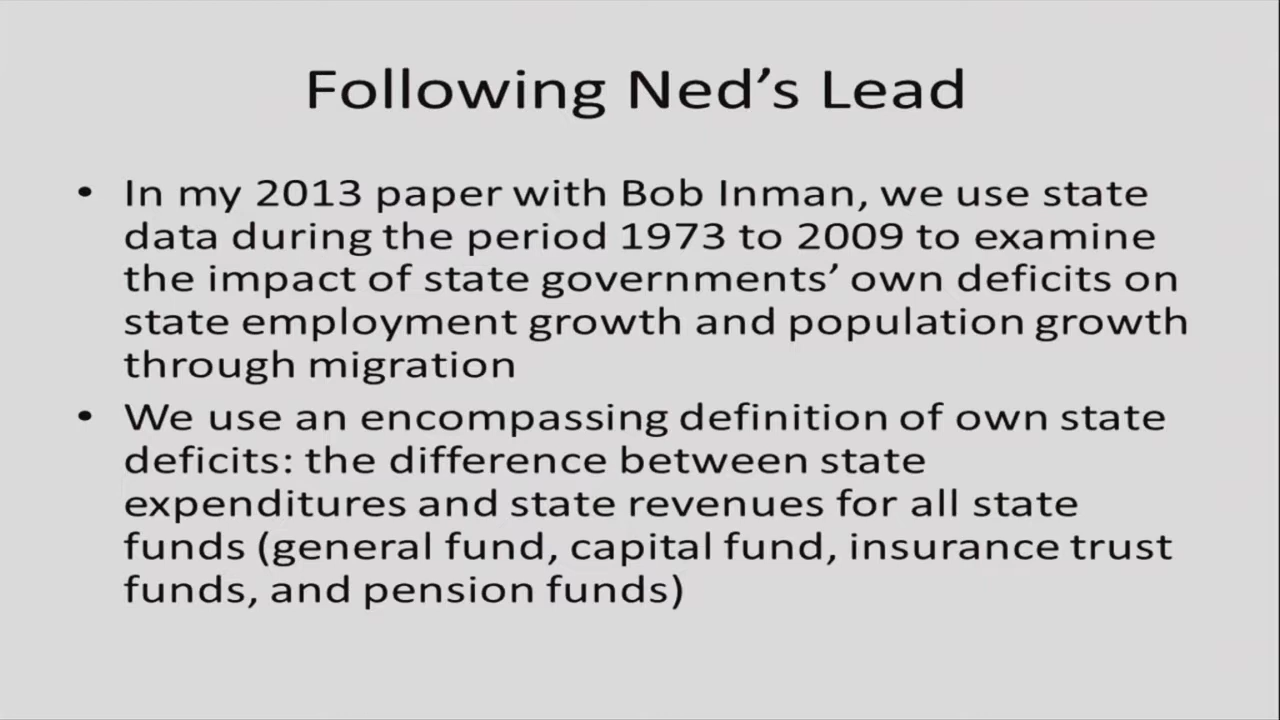 Following Ned’s Lead
• In my 2013 paper with Bob Inman, we use state
data during the period 1973 to 2009 to examine
the impact of state governments’ own deficits on
state employment growth and population growth
through migration
• We use an encompassing definition of own state
deficits: the difference between state
expenditures and state revenues for all state
funds (general fund, capital fund, insurance trust
funds, and pension funds)